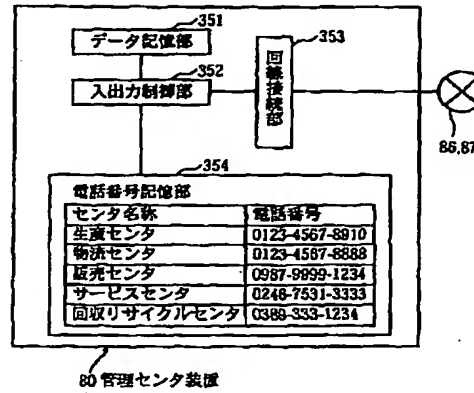 データ記憶部 351
入出力制御部 352
回線接続部 353
86,87
354
電話番号記憶部
センタ名称 電話番号
生産センタ 0123-4567-8910
物流センタ 0123-4567-8888
販売センタ 0987-9999-1234
サービスセンタ 0246-7531-3333
回収リサイクルセンタ 0389-333-1234
80 管理センタ装置